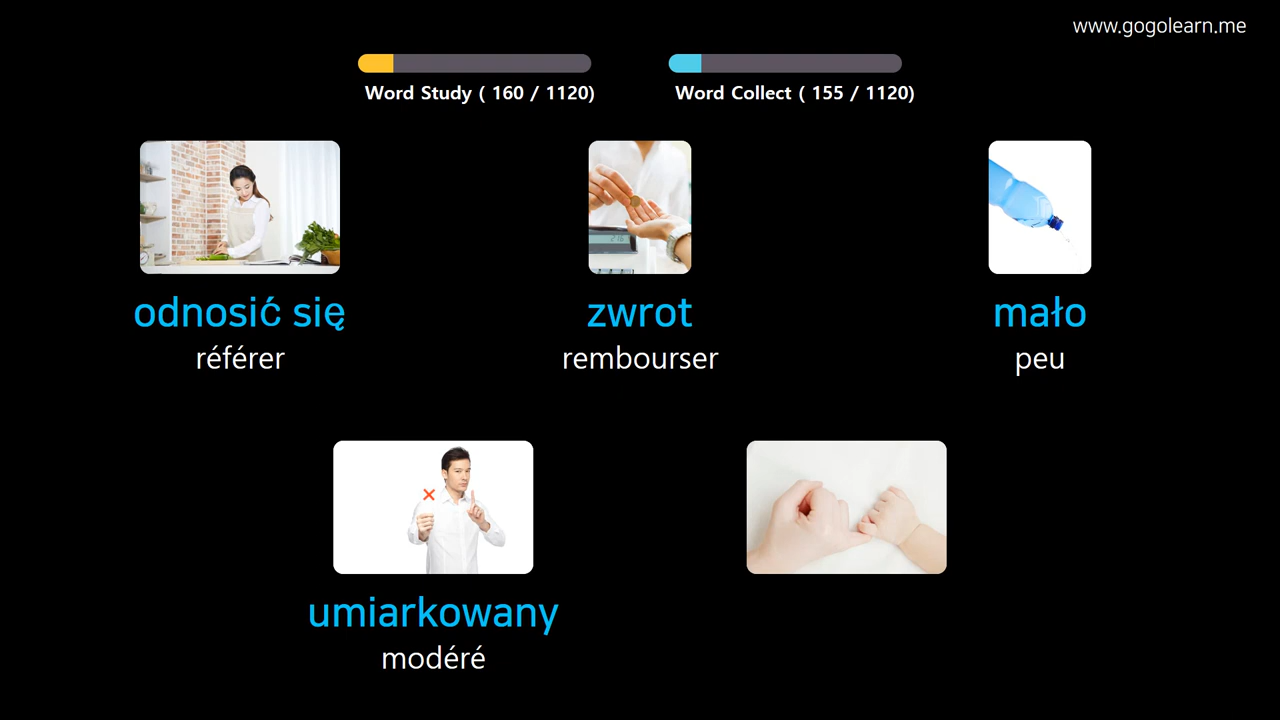 www.gogolearn.me
Word Study ( 160 / 1120)
Word Collect ( 155 / 1120)
odnosić się
référer
zwrot
rembourser
mało
peu
umiarkowany
modéré